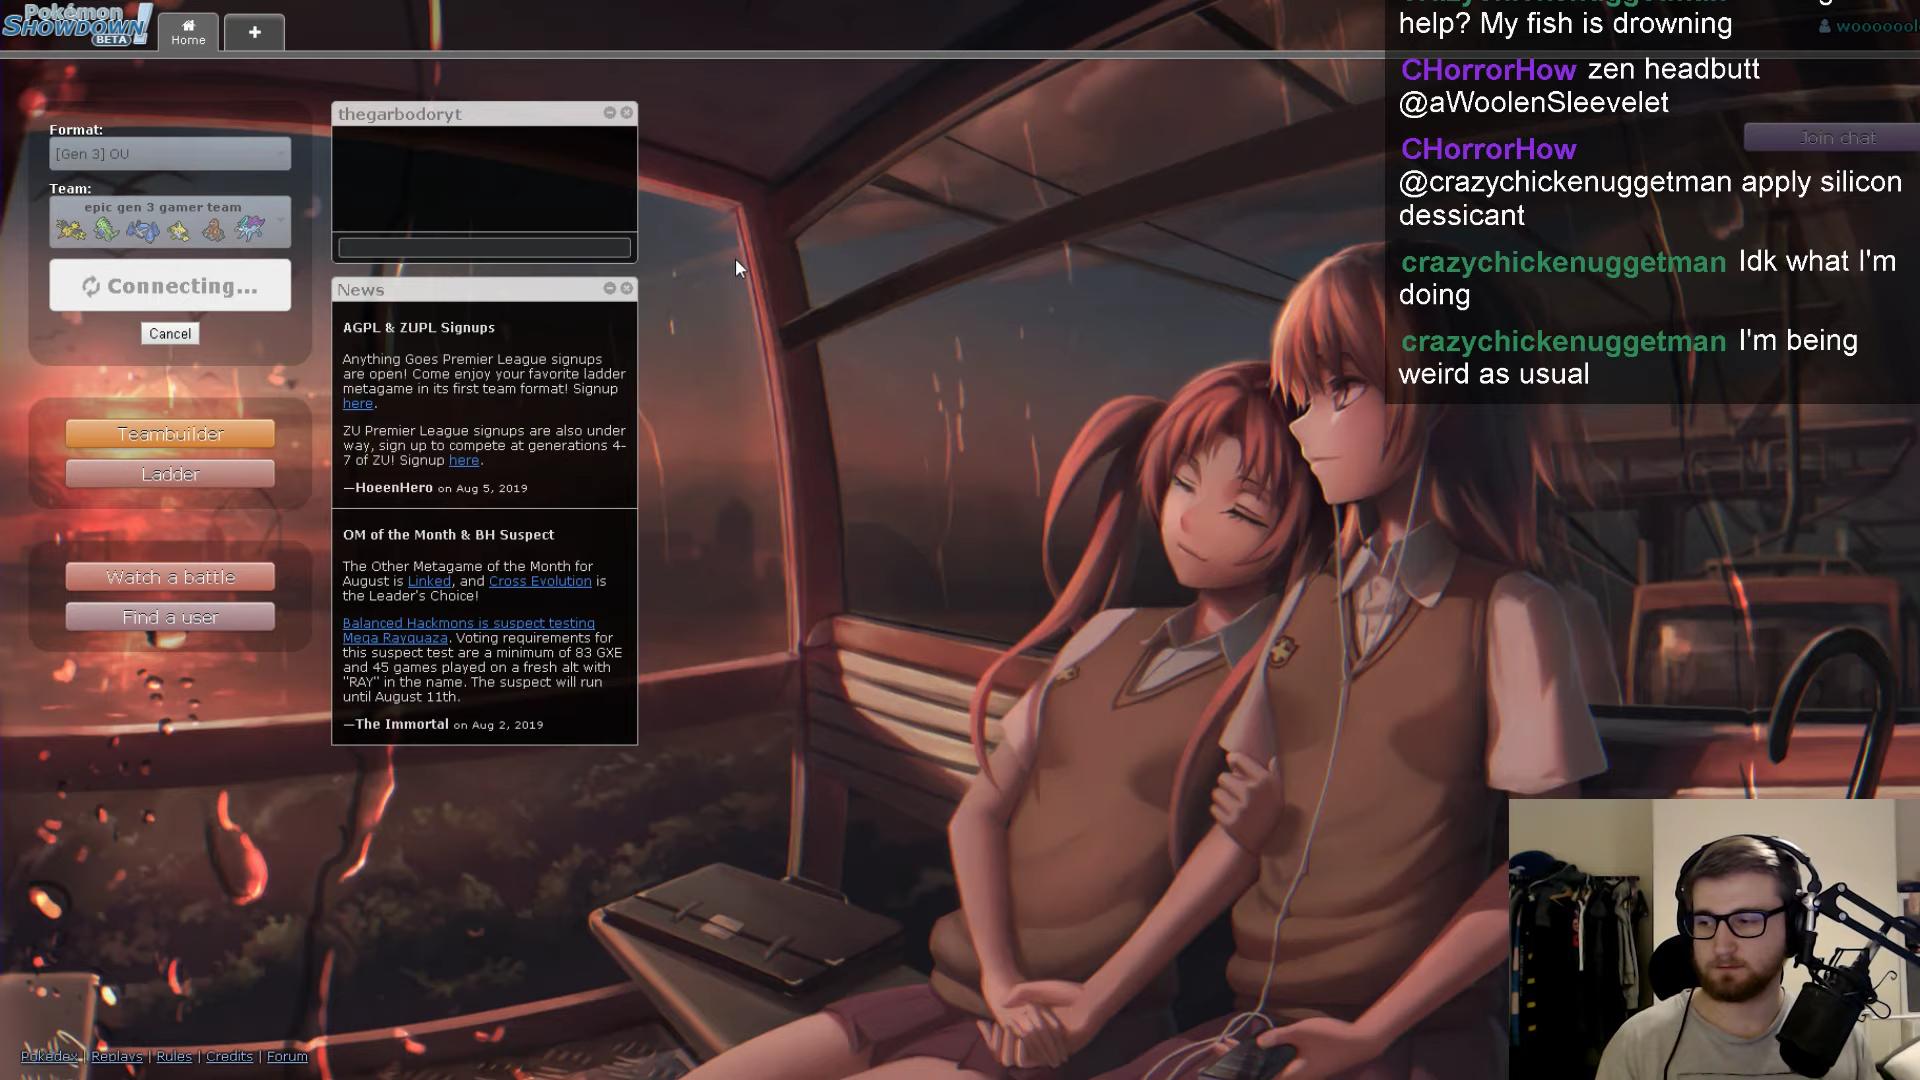 Pokémon
SHOWDOWN!
BETA
Home
+
help? My fish is drowning
wooooool
CHorrorHow zen headbutt
@aWoolenSleevelet
Join chat
CHorrorHow
@crazychickenuggetman apply silicon
dessicant
crazychickenuggetman Idk what I'm
doing
crazychickenuggetman I'm being
weird as usual
Format:
[Gen 3] OU
Team:
epic gen 3 gamer team
Connecting...
Cancel
Teambuilder
Ladder
Watch a battle
Find a user
thegarbodoryt
News
AGPL & ZUPL Signups
Anything Goes Premier League signups
are open! Come enjoy your favorite ladder
metagame in its first team format! Signup
here.
ZU Premier League signups are also under
way, sign up to compete at generations 4-
7 of ZU! Signup here.
—HoeenHero on Aug 5, 2019
OM of the Month & BH Suspect
The Other Metagame of the Month for
August is Linked, and Cross Evolution is
the Leader's Choice!
Balanced Hackmons is suspect testing
Mega Rayquaza. Voting requirements for
this suspect test are a minimum of 83 GXE
and 45 games played on a fresh alt with
"RAY" in the name. The suspect will run
until August 11th.
—The Immortal on Aug 2, 2019
Pokédex | Replays | Rules | Credits | Forum